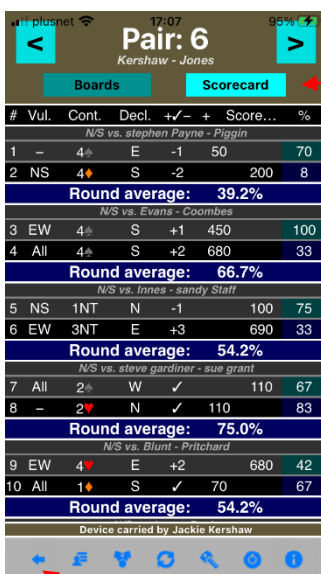 plusnet 17:07 95%
< Pair: 6 >
Kershaw - Jones
Boards Scorecard
# Vul. Cont. Decl. +✓– + Score... %
N/S vs. stephen Payne - Piggin
1 – 4♠ E -1 50 70
2 NS 4♦ S -2 200 8
Round average: 39.2%
N/S vs. Evans - Coombes
3 EW 4♠ S +1 450 100
4 All 4♠ S +2 680 33
Round average: 66.7%
N/S vs. Innes - sandy Staff
5 NS 1NT N -1 100 75
6 EW 3NT E +3 690 33
Round average: 54.2%
N/S vs. steve gardiner - sue grant
7 All 2♠ W ✓ 110 67
8 – 2♥ N ✓ 110 83
Round average: 75.0%
N/S vs. Blunt - Pritchard
9 EW 4♥ E +2 680 42
10 All 1♦ S ✓ 70 67
Round average: 54.2%
Device carried by Jackie Kershaw